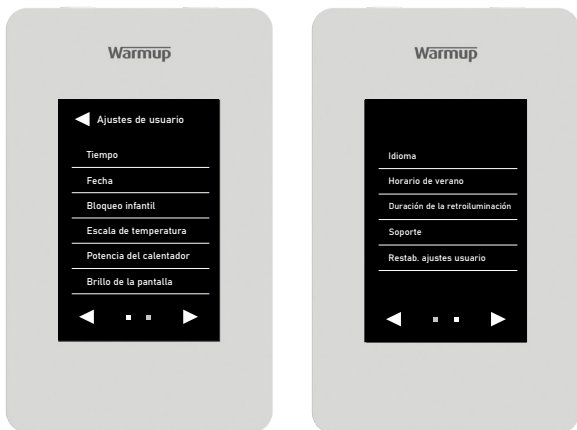 Warmup
Ajustes de usuario
Tiempo
Fecha
Bloqueo infantil
Escala de temperatura
Potencia del calentador
Brillo de la pantalla
Warmup
Idioma
Horario de verano
Duración de la retroiluminación
Soporte
Restab. ajustes usuario